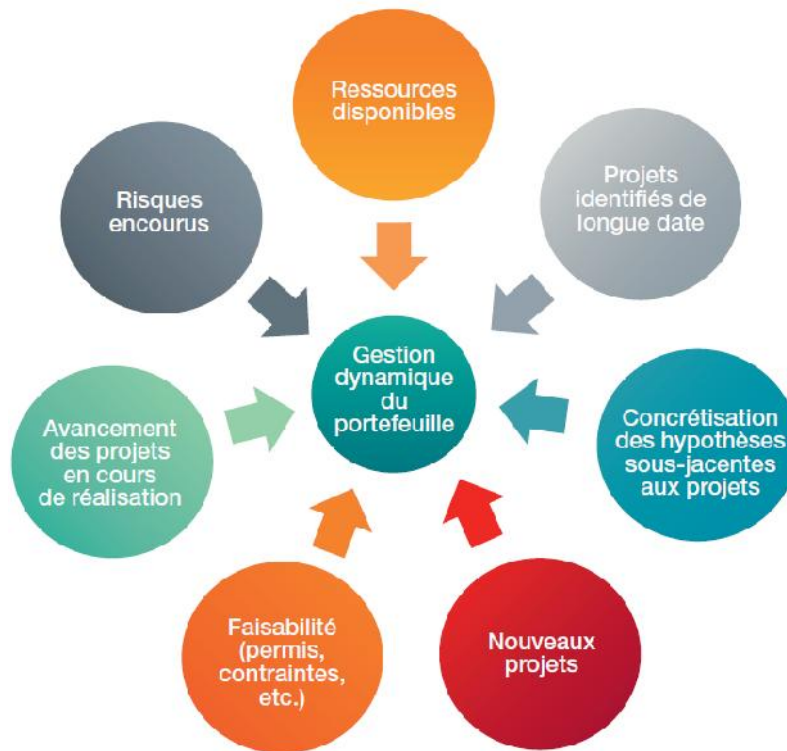 Ressources
disponibles
Projets
identifiés de
longue date
Risques
encourus
Gestion
dynamique
du
portefeuille
Concrétisation
des hypothèses
sous-jacentes
aux projets
Avancement
des projets
en cours
de réalisation
Faisabilité
(permis,
contraintes,
etc.)
Nouveaux
projets